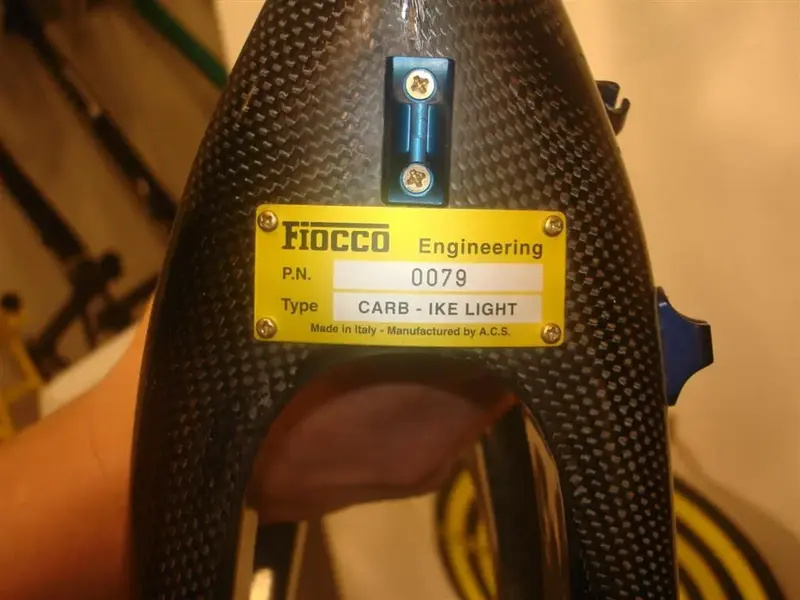 FIOCCO Engineering
P.N. 0079
Type CARB - IKE LIGHT
Made in Italy - Manufactured by A.C.S.